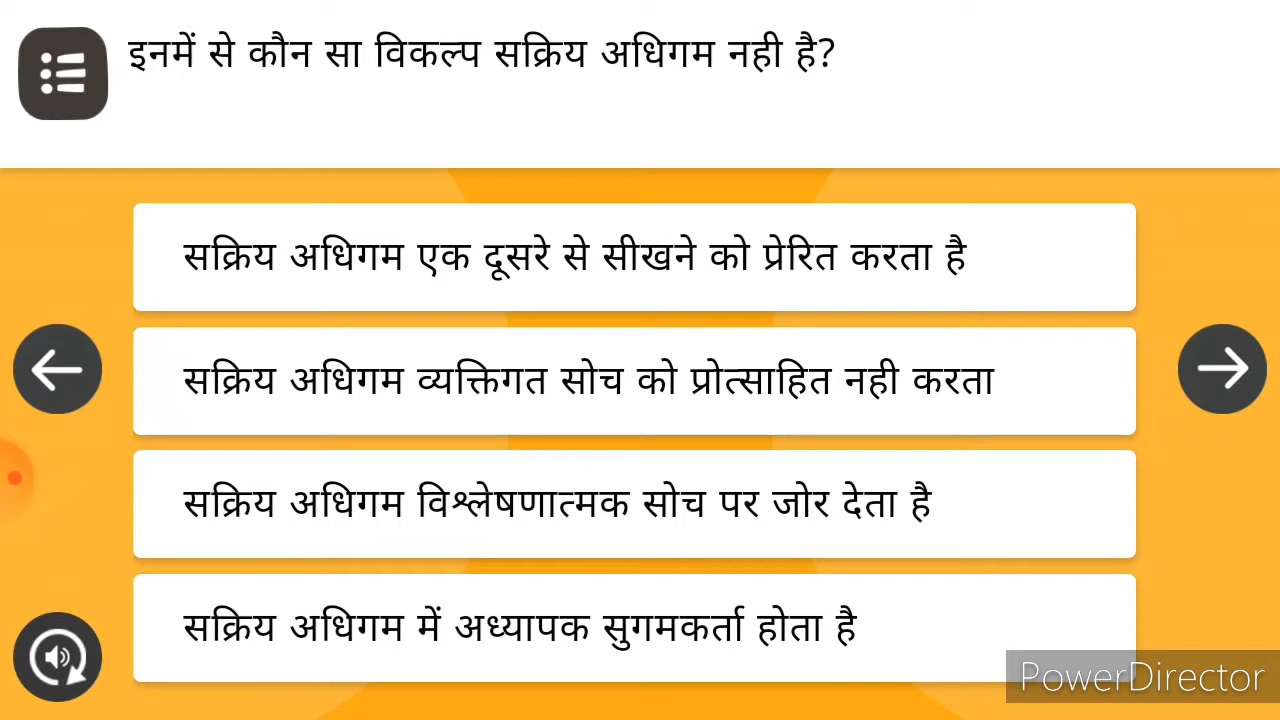 इनमें से कौन सा विकल्प सक्रिय अधिगम नही है?
सक्रिय अधिगम एक दूसरे से सीखने को प्रेरित करता है
सक्रिय अधिगम व्यक्तिगत सोच को प्रोत्साहित नही करता
सक्रिय अधिगम विश्लेषणात्मक सोच पर जोर देता है
सक्रिय अधिगम में अध्यापक सुगमकर्ता होता है
PowerDirector